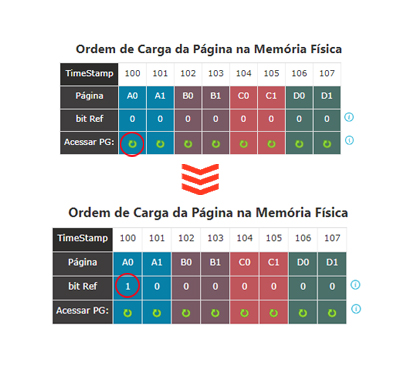 Ordem de Carga da Página na Memória Física
TimeStamp 100 101 102 103 104 105 106 107
Página A0 A1 B0 B1 C0 C1 D0 D1
bit Ref 0 0 0 0 0 0 0 0
Acessar PG:
Ordem de Carga da Página na Memória Física
TimeStamp 100 101 102 103 104 105 106 107
Página A0 A1 B0 B1 C0 C1 D0 D1
bit Ref 1 0 0 0 0 0 0 0
Acessar PG: